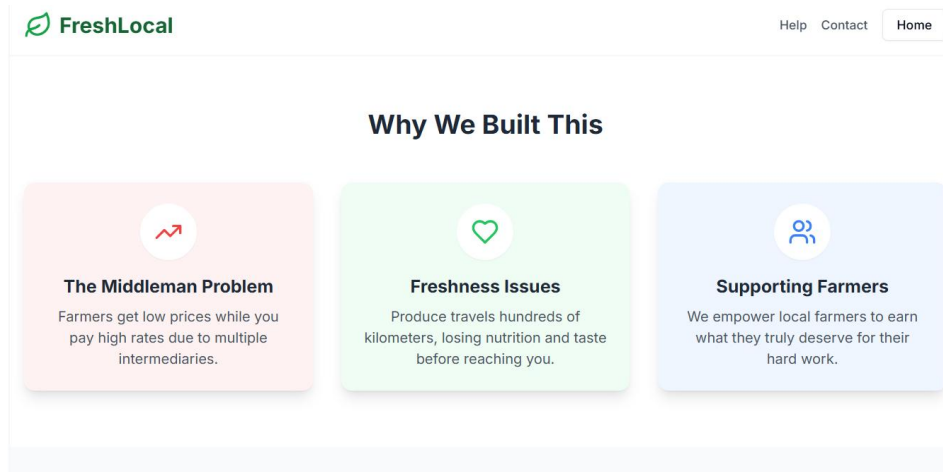 FreshLocal
Help
Contact
Home
Why We Built This
The Middleman Problem
Farmers get low prices while you
pay high rates due to multiple
intermediaries.
Freshness Issues
Produce travels hundreds of
kilometers, losing nutrition and taste
before reaching you.
Supporting Farmers
We empower local farmers to earn
what they truly deserve for their
hard work.